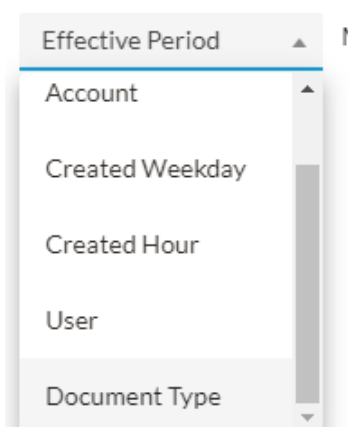 Effective Period
Account
Created Weekday
Created Hour
User
Document Type